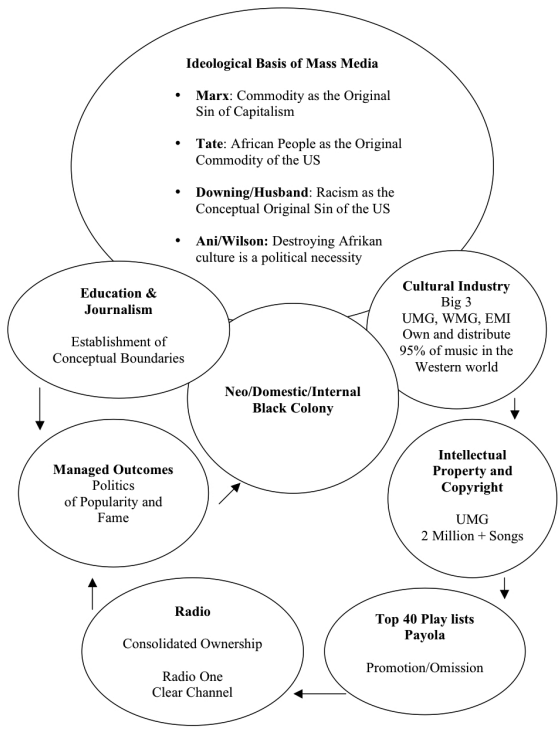 Ideological Basis of Mass Media
• Marx: Commodity as the Original
Sin of Capitalism
• Tate: African People as the Original
Commodity of the US
• Downing/Husband: Racism as the
Conceptual Original Sin of the US
• Ani/Wilson: Destroying Afrikan
culture is a political necessity
Education &
Journalism
Establishment of
Conceptual Boundaries
Cultural Industry
Big 3
UMG, WMG, EMI
Own and distribute
95% of music in the
Western world
Neo/Domestic/Internal
Black Colony
Managed Outcomes
Politics
of Popularity and
Fame
Intellectual
Property and
Copyright
UMG
2 Million + Songs
Radio
Consolidated Ownership
Radio One
Clear Channel
Top 40 Play lists
Payola
Promotion/Omission